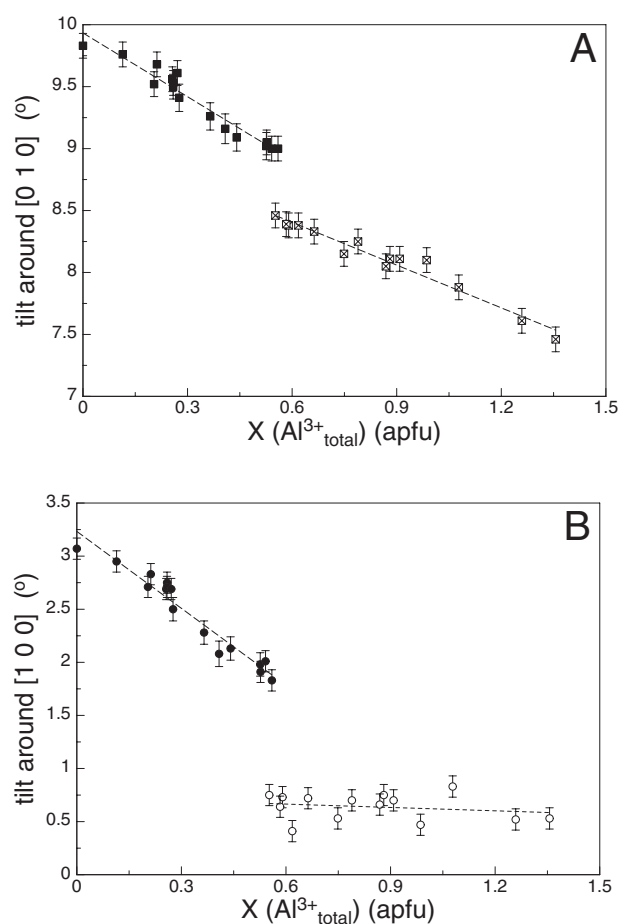 A
10
9.5
9
8.5
8
7.5
7
tilt around [0 1 0] (º)
0 0.3 0.6 0.9 1.2 1.5
X (Al3+total) (apfu)
B
3.5
3
2.5
2
1.5
1
0.5
0
tilt around [1 0 0] (º)
0 0.3 0.6 0.9 1.2 1.5
X (Al3+total) (apfu)